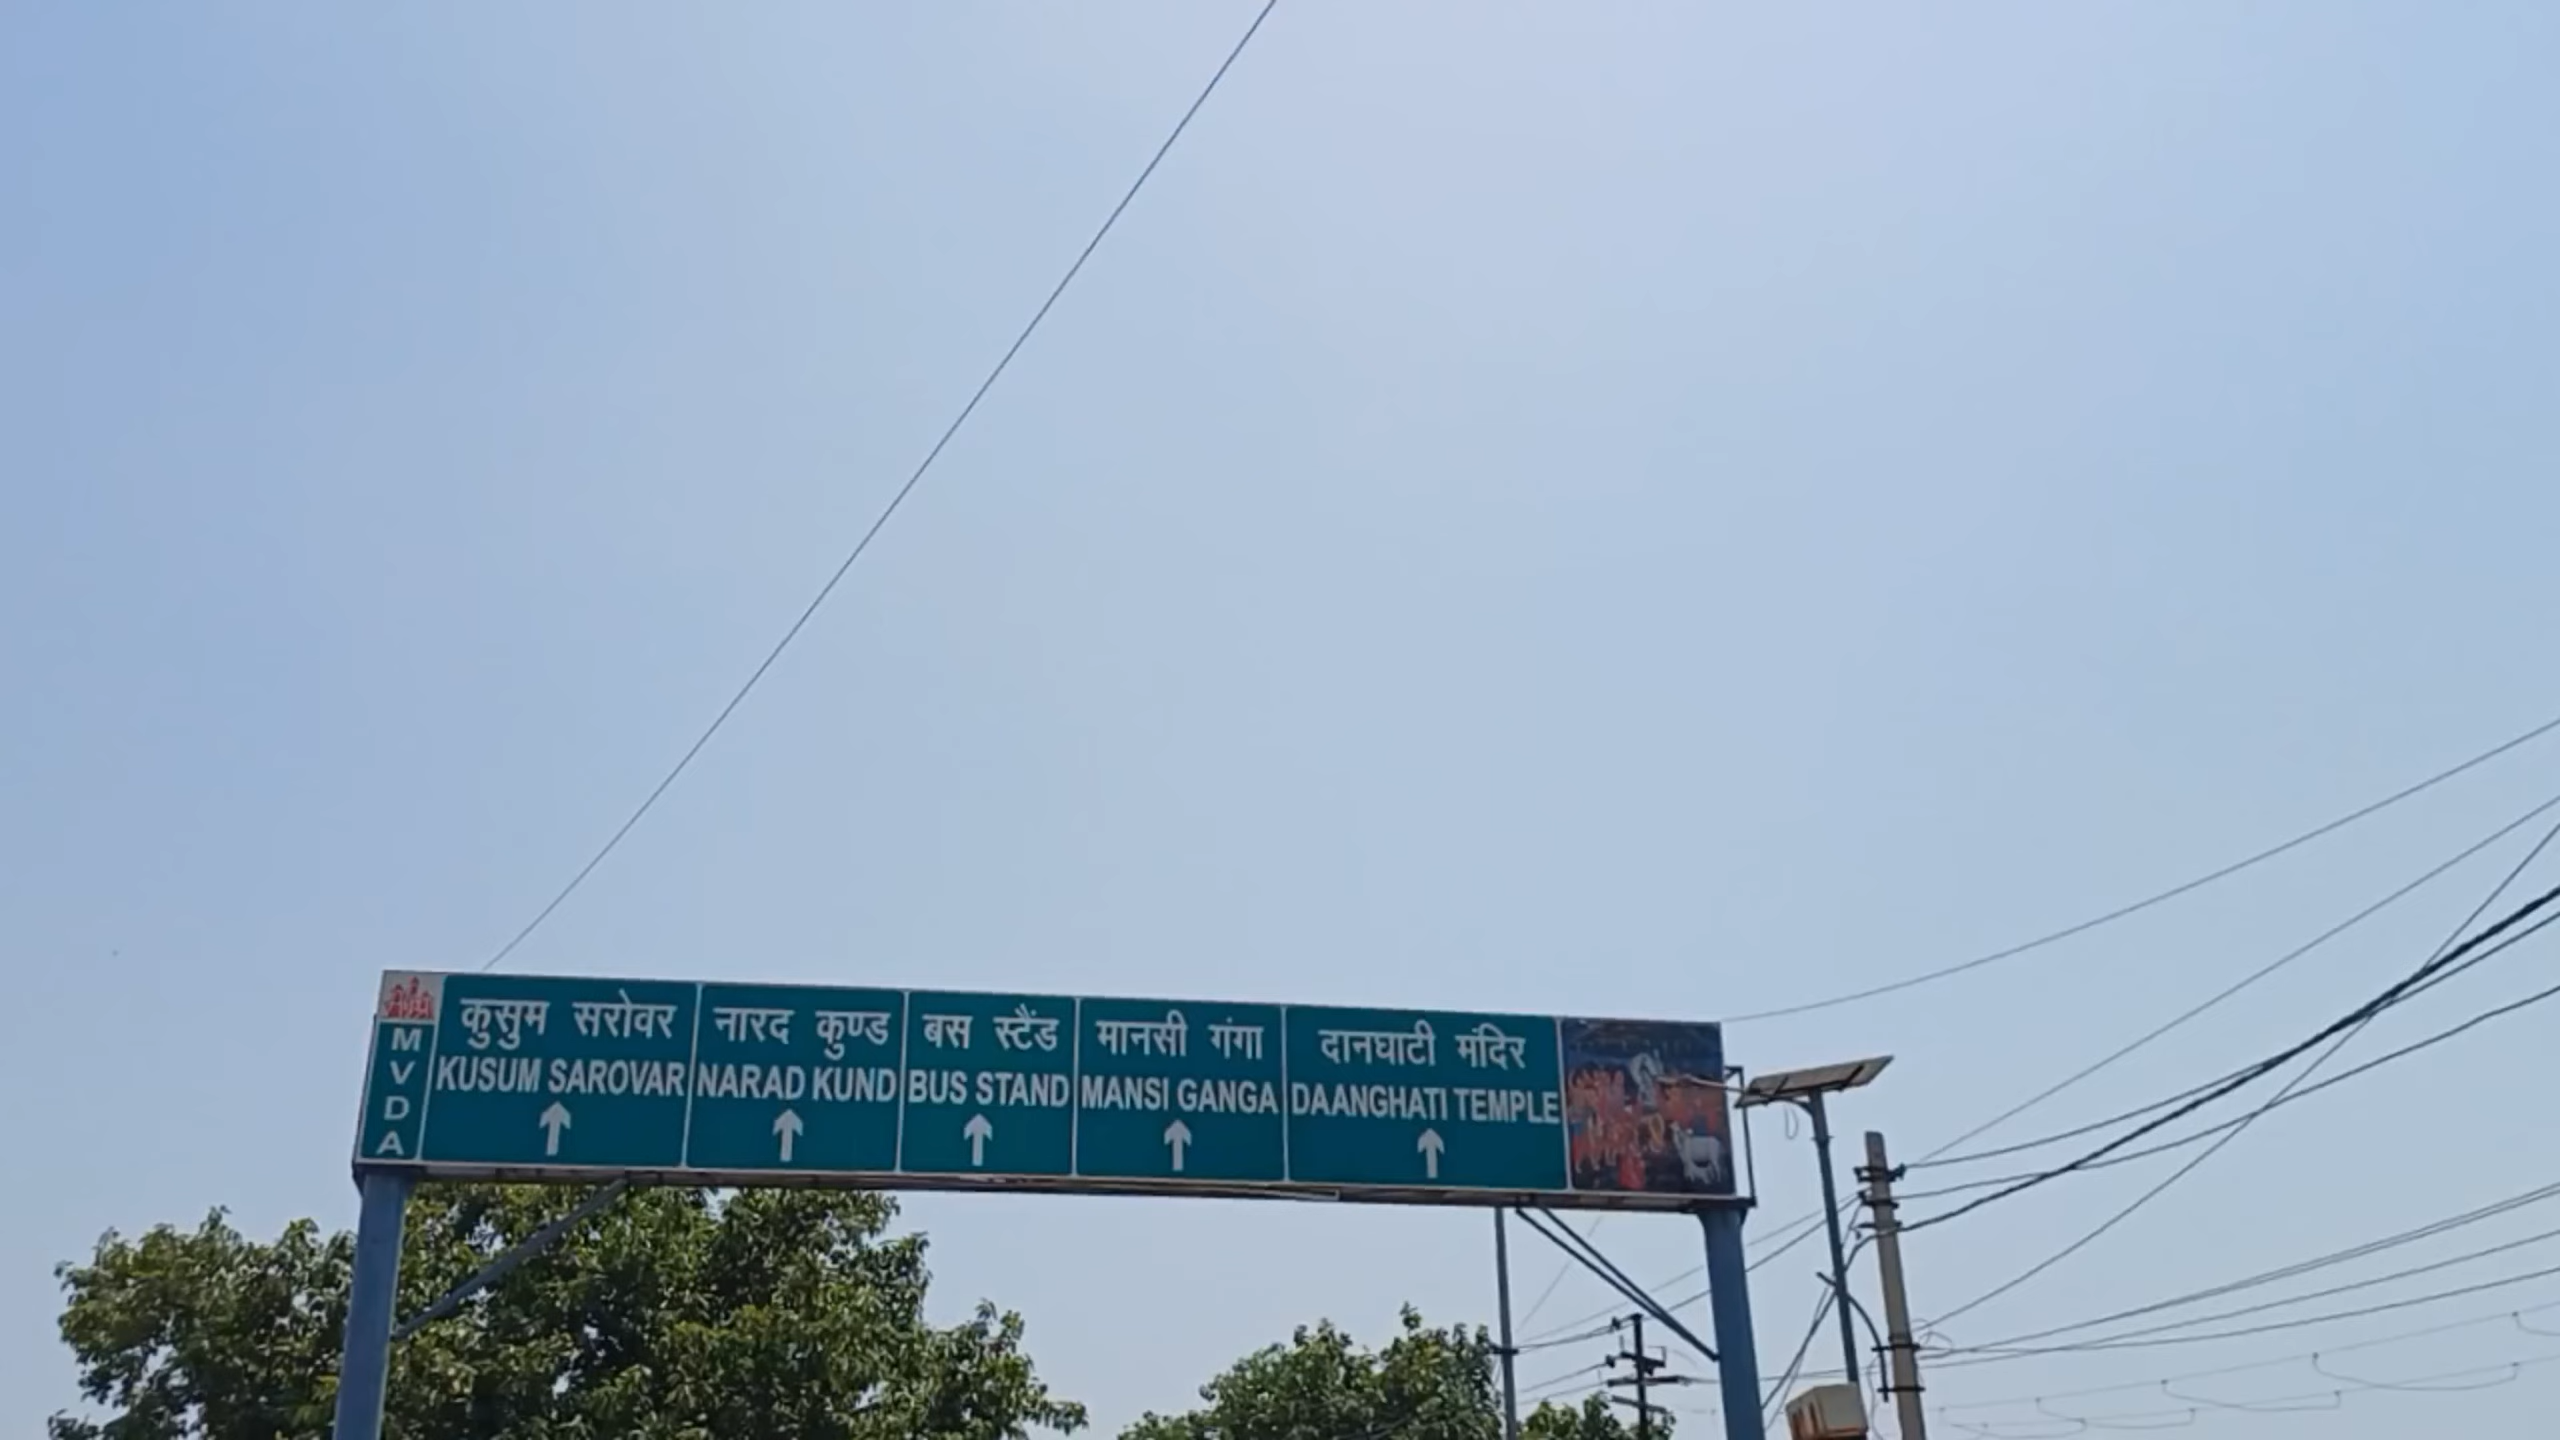 MVDA
कुसुम सरोवर
KUSUM SAROVAR
नारद कुण्ड
NARAD KUND
बस स्टैंड
BUS STAND
मानसी गंगा
MANSI GANGA
दानघाटी मंदिर
DAANGHATI TEMPLE